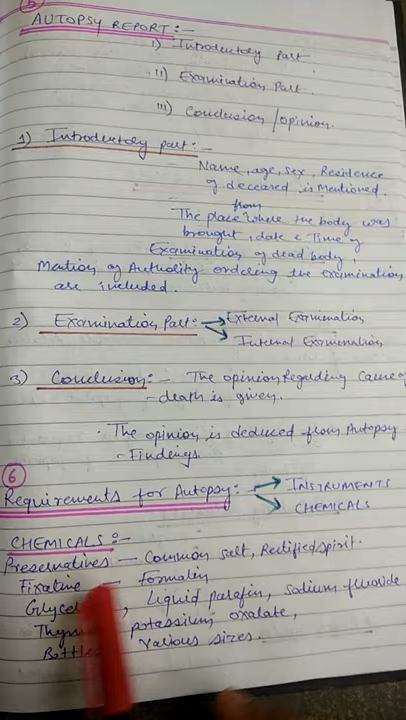 5
AUTOPSY REPORT:-
i) Introductory part
ii) Examination Part.
iii) Conclusion/opinion.
1) Introductory part:-
Name, age, sex, Residence
of deceased is mentioned.
from
The place where the body was
brought, date & Time of
Examination of dead body,
Mention of Authority ordering the examination
are included.
2) Examination Part:- External Examination
Internal Examination
3) Conclusion:- The opinion Regarding Cause of
-death is given.
The opinion is deduced from Autopsy
- Findings
6
Requirements for Autopsy:- INSTRUMENTS
CHEMICALS
CHEMICALS:-
Preservatives - Common salt, Rectified spirit.
Fixative - formalin
, Liquid parafin, Sodium fluoride
potassium oxalate,
various sizes.